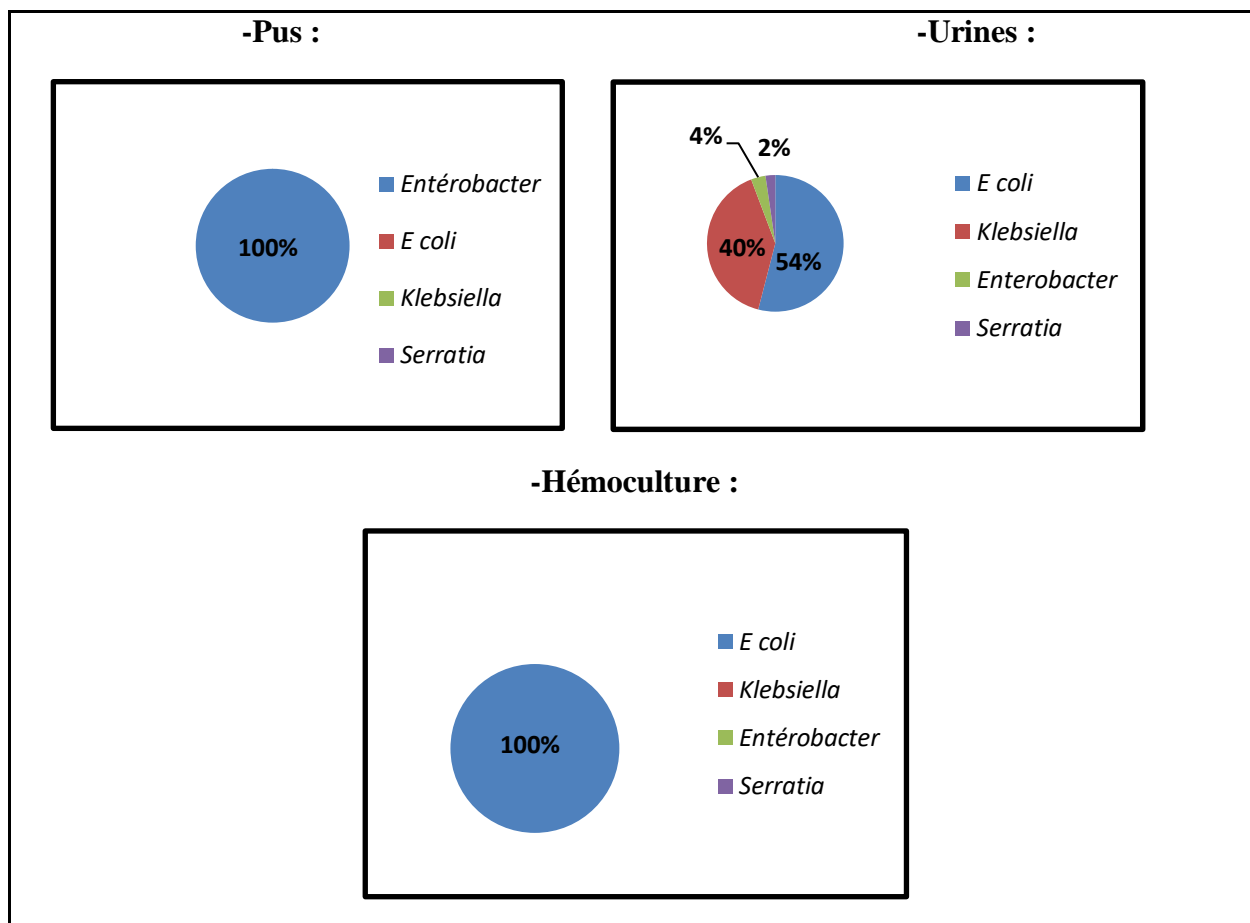 -Pus :
100%
Entérobacter
E coli
Klebsiella
Serratia
-Urines :
4%
2%
40%
54%
E coli
Klebsiella
Enterobacter
Serratia
-Hémoculture :
100%
E coli
Klebsiella
Entérobacter
Serratia